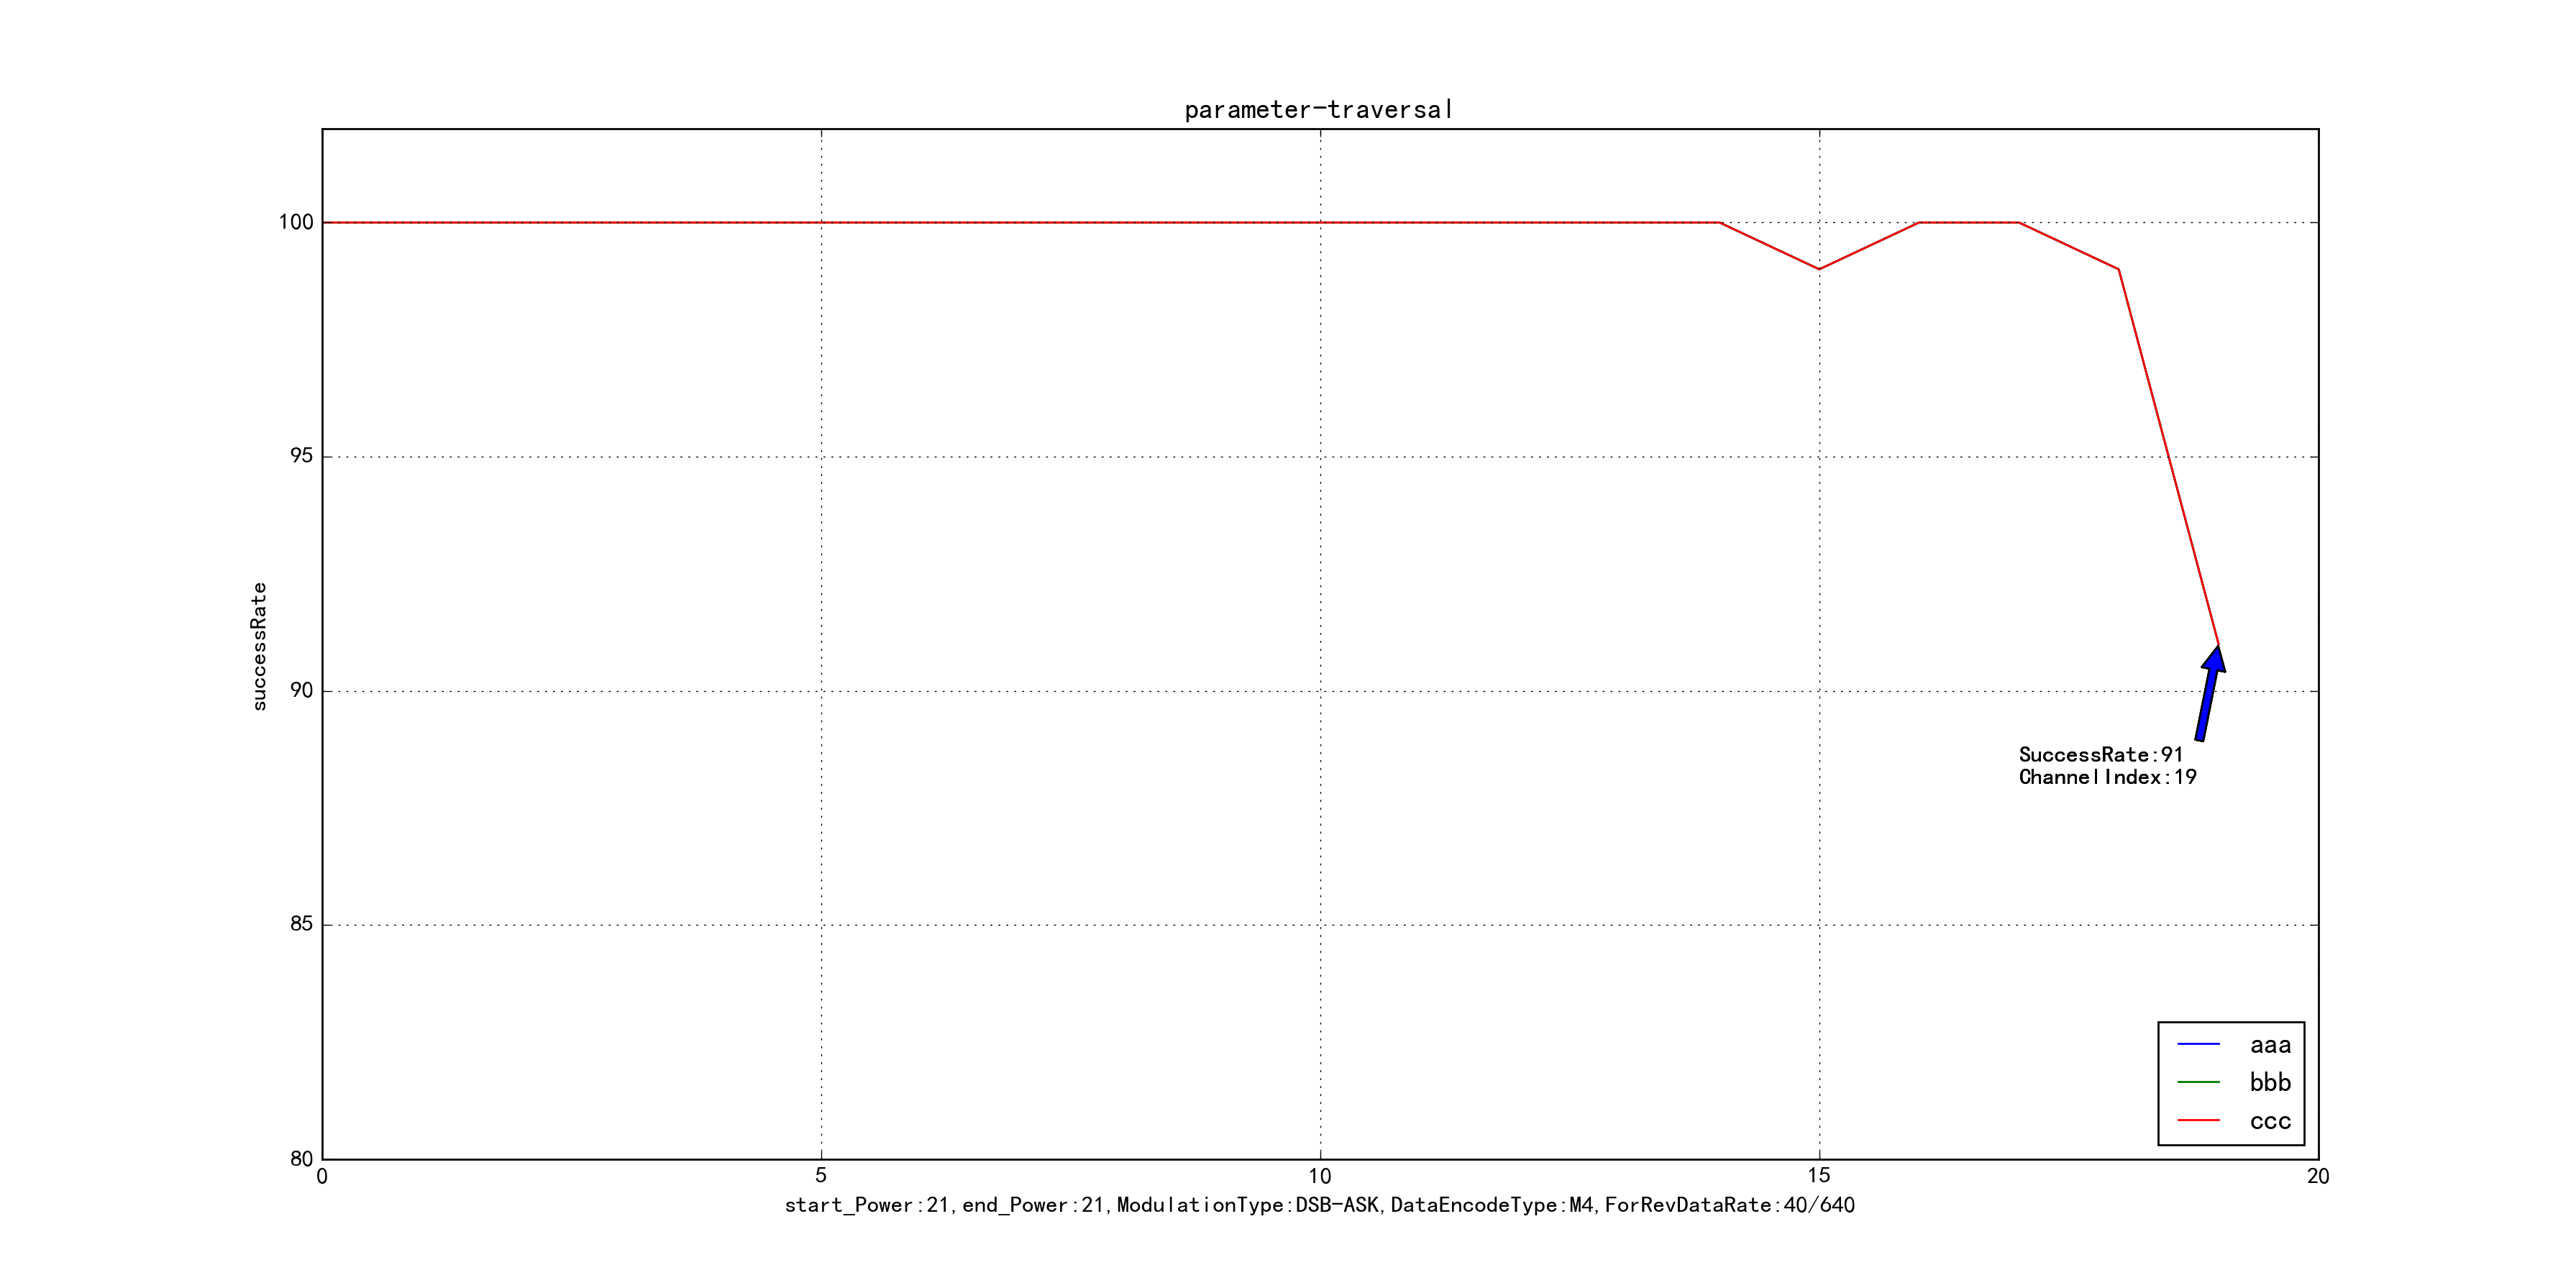 parameter-traversal
100
95
90
85
80
successRate
SuccessRate:91
ChannelIndex:19
aaa
bbb
ccc
0 5 10 15 20
start_Power:21,end_Power:21,ModulationType:DSB-ASK,DataEncodeType:M4,ForRevDataRate:40/640